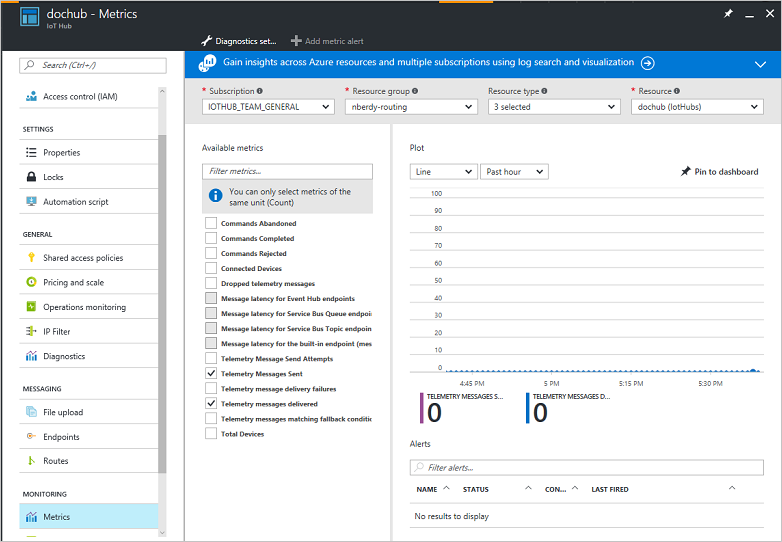 dochub - Metrics
IoT Hub
Diagnostics set...
Add metric alert
Search (Ctrl+/)
Access control (IAM)
SETTINGS
Properties
Locks
Automation script
GENERAL
Shared access policies
Pricing and scale
Operations monitoring
IP Filter
Diagnostics
MESSAGING
File upload
Endpoints
Routes
MONITORING
Metrics
Gain insights across Azure resources and multiple subscriptions using log search and visualization
* Subscription
IOTHUB_TEAM_GENERAL
* Resource group
nberdy-routing
Resource type
3 selected
* Resource
dochub (IotHubs)
Available metrics
Filter metrics...
You can only select metrics of the
same unit (Count)
Commands Abandoned
Commands Completed
Commands Rejected
Connected Devices
Dropped telemetry messages
Message latency for Event Hub endpoints
Message latency for Service Bus Queue endpoin
Message latency for Service Bus Topic endpoin
Message latency for the built-in endpoint (mes
Telemetry Message Send Attempts
Telemetry Messages Sent
Telemetry message delivery failures
Telemetry messages delivered
Telemetry messages matching fallback conditio
Total Devices
Plot
Line
Past hour
Pin to dashboard
100
90
80
70
60
50
40
30
20
10
0
4:45 PM
5 PM
5:15 PM
5:30 PM
TELEMETRY MESSAGES S...
0
TELEMETRY MESSAGES D...
0
Alerts
Filter alerts...
NAME
STATUS
CON...
LAST FIRED
No results to display